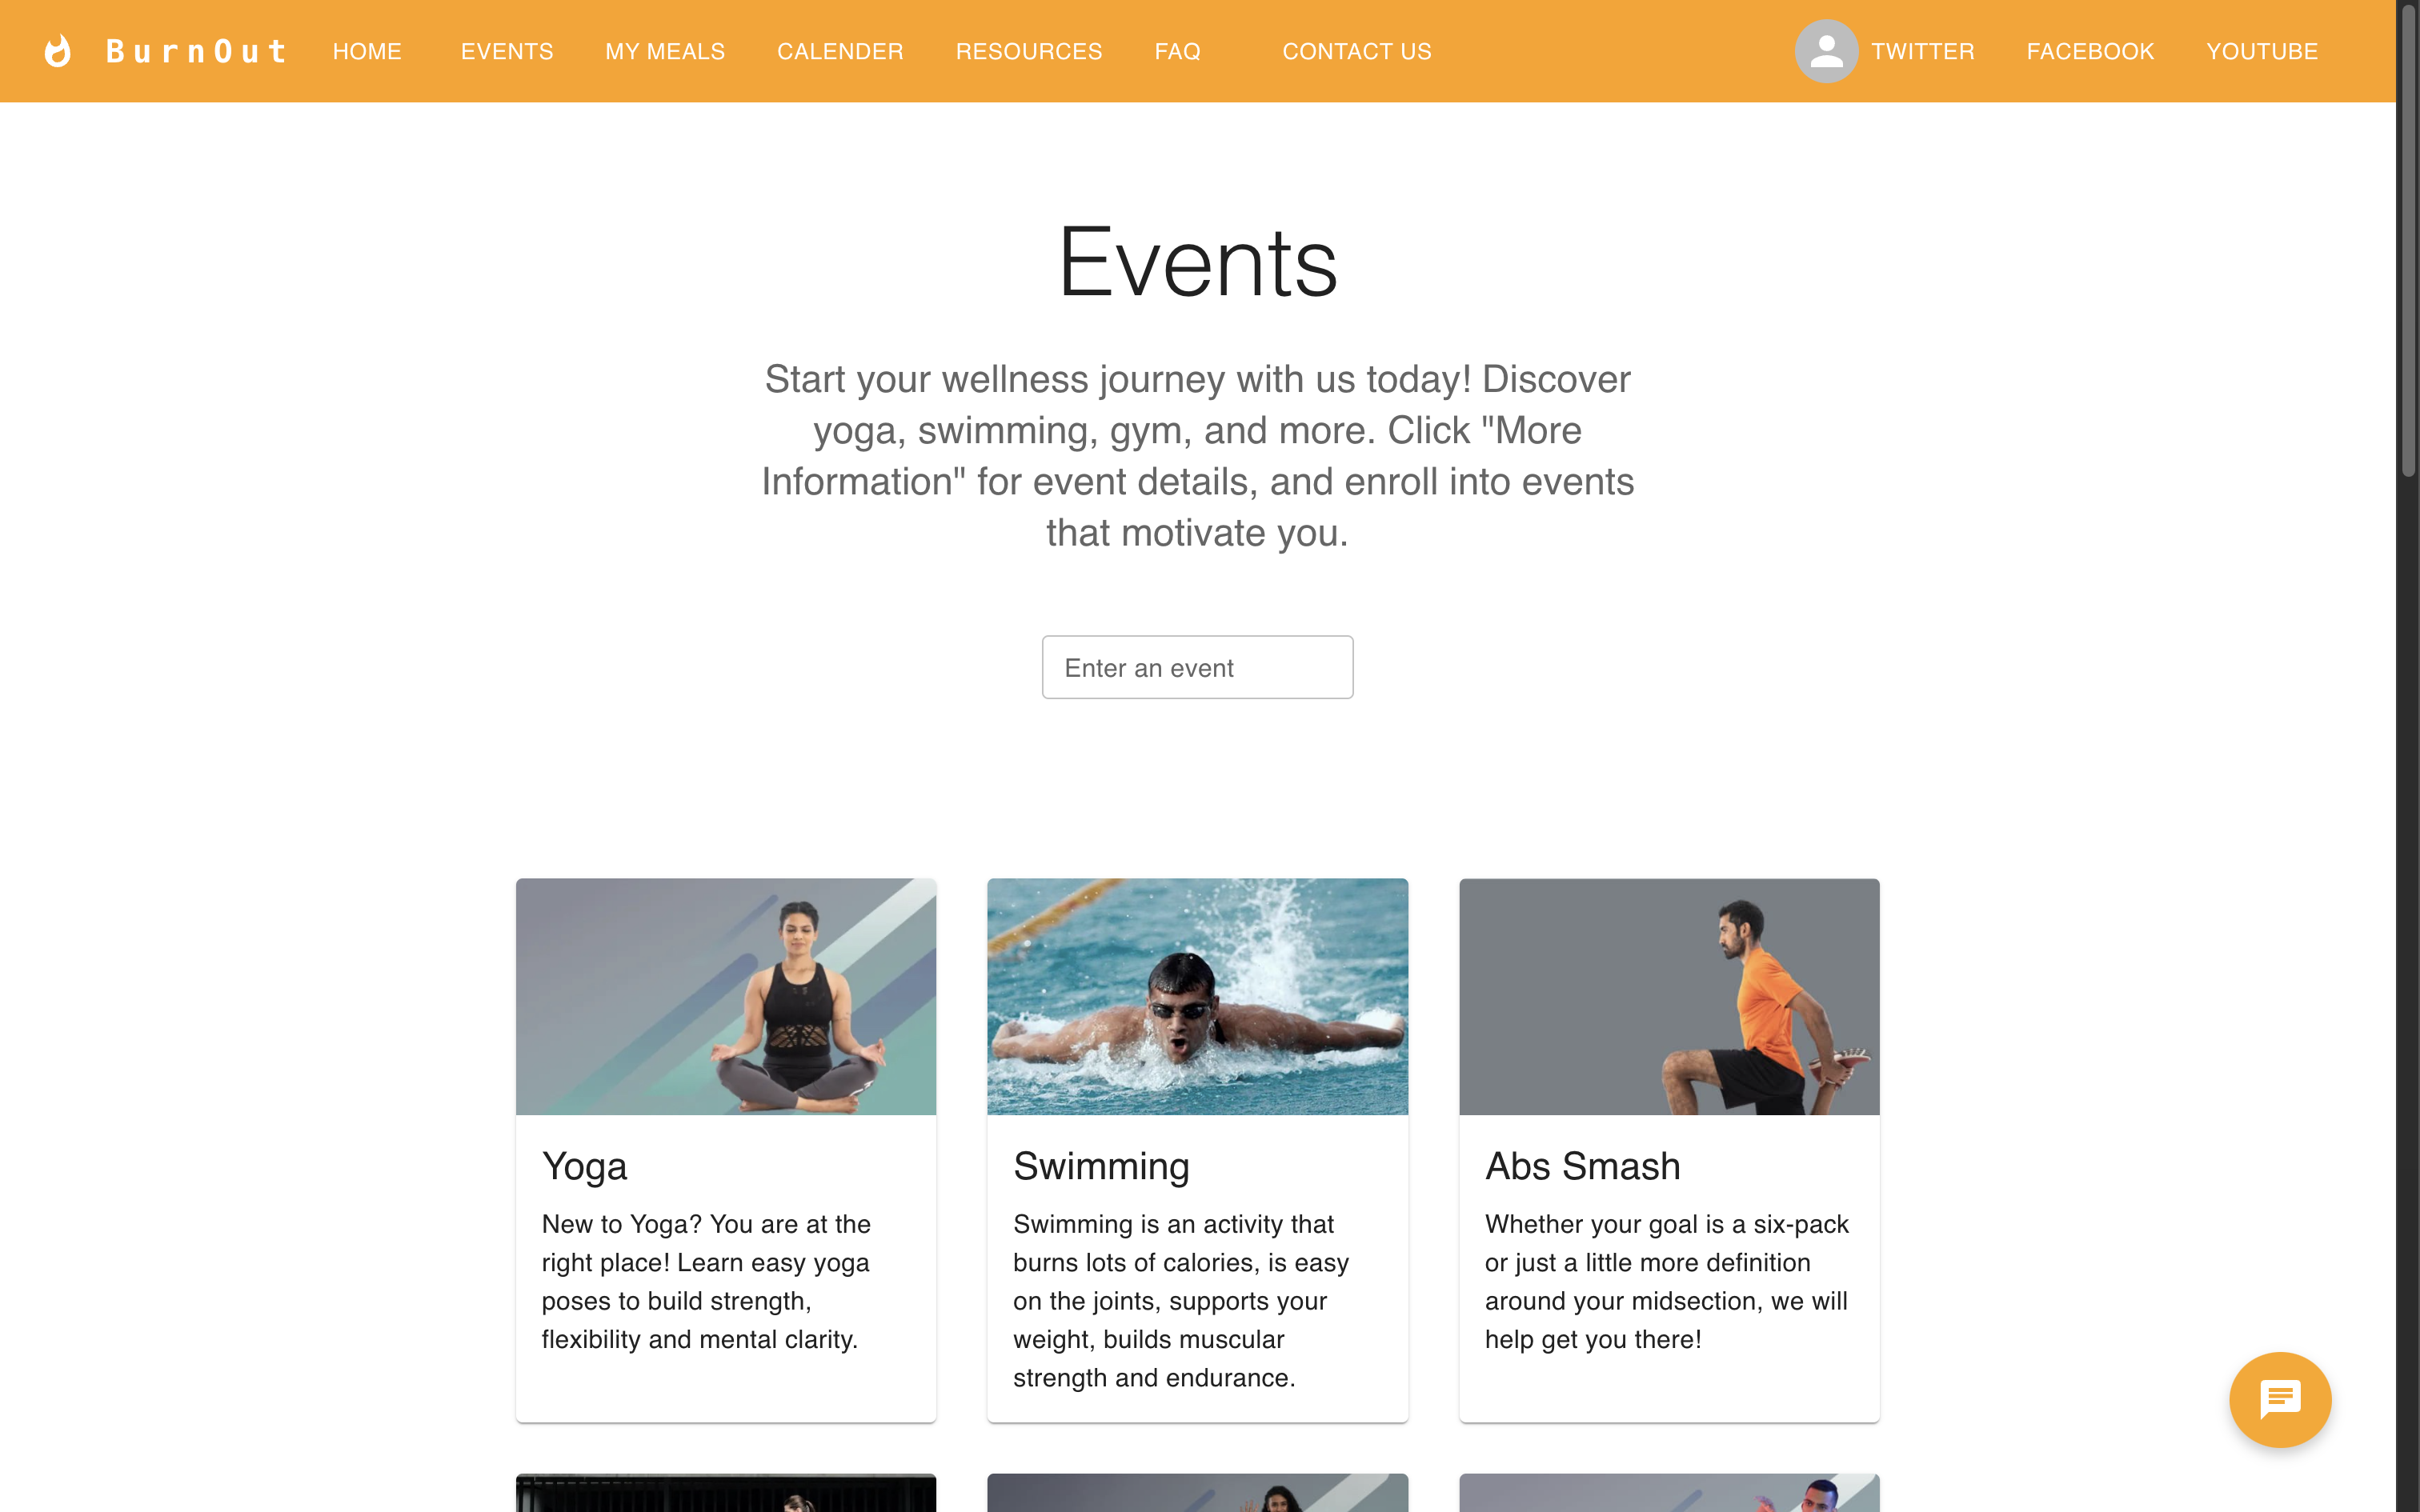 BurnOut HOME EVENTS MY MEALS CALENDER RESOURCES FAQ CONTACT US TWITTER FACEBOOK YOUTUBE
Events
Start your wellness journey with us today! Discover
yoga, swimming, gym, and more. Click "More
Information" for event details, and enroll into events
that motivate you.
Enter an event
Yoga
New to Yoga? You are at the
right place! Learn easy yoga
poses to build strength,
flexibility and mental clarity.
Swimming
Swimming is an activity that
burns lots of calories, is easy
on the joints, supports your
weight, builds muscular
strength and endurance.
Abs Smash
Whether your goal is a six-pack
or just a little more definition
around your midsection, we will
help get you there!